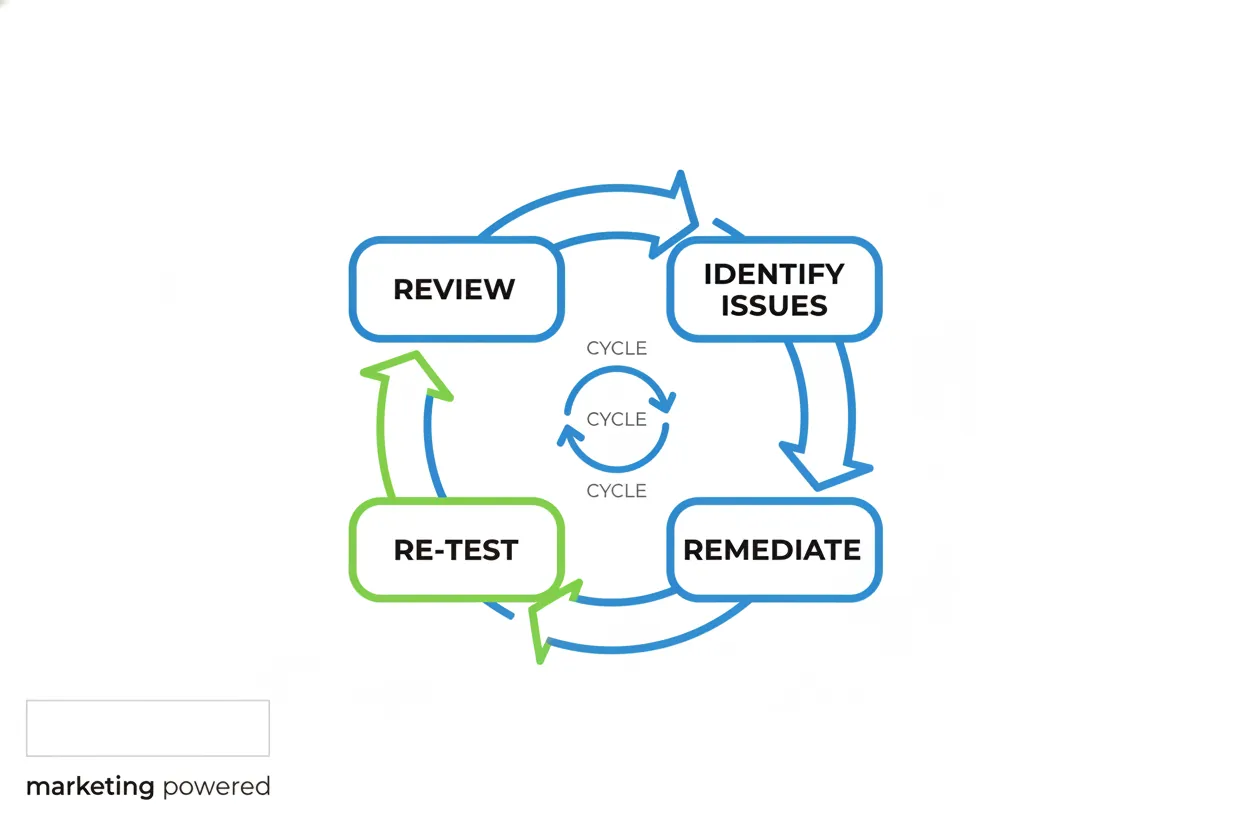 REVIEW
IDENTIFY
ISSUES
CYCLE
CYCLE
CYCLE
RE-TEST
REMEDIATE
marketing powered